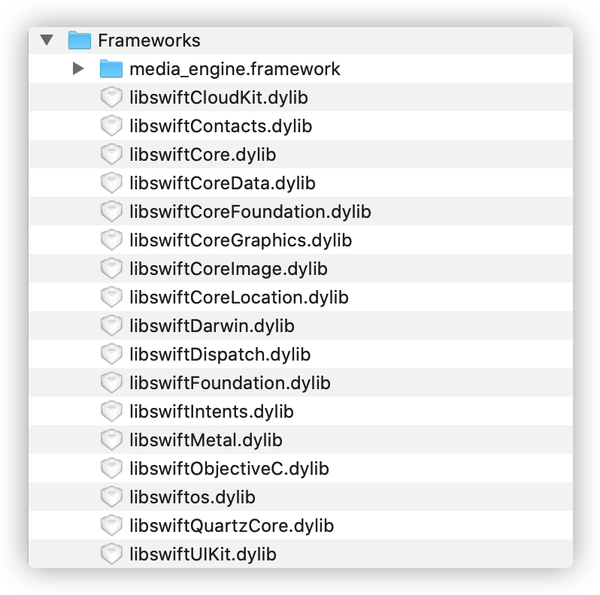 Frameworks
media_engine.framework
libswiftCloudKit.dylib
libswiftContacts.dylib
libswiftCore.dylib
libswiftCoreData.dylib
libswiftCoreFoundation.dylib
libswiftCoreGraphics.dylib
libswiftCoreImage.dylib
libswiftCoreLocation.dylib
libswiftDarwin.dylib
libswiftDispatch.dylib
libswiftFoundation.dylib
libswiftIntents.dylib
libswiftMetal.dylib
libswiftObjectiveC.dylib
libswiftos.dylib
libswiftQuartzCore.dylib
libswiftUIKit.dylib